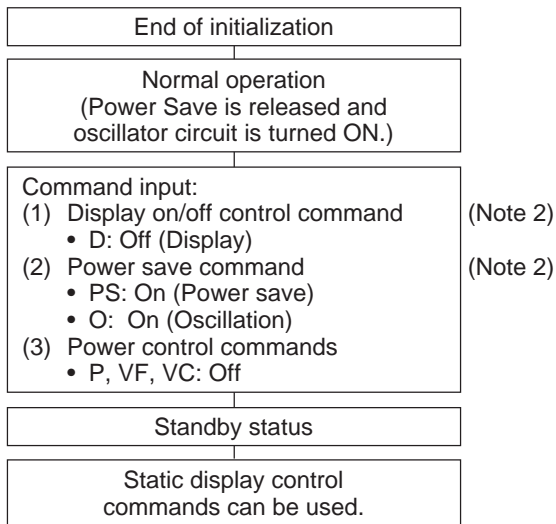 End of initialization
Normal operation
(Power Save is released and
oscillator circuit is turned ON.)
Command input:
(1) Display on/off control command (Note 2)
• D: Off (Display)
(2) Power save command (Note 2)
• PS: On (Power save)
• O: On (Oscillation)
(3) Power control commands
• P, VF, VC: Off
Standby status
Static display control
commands can be used.